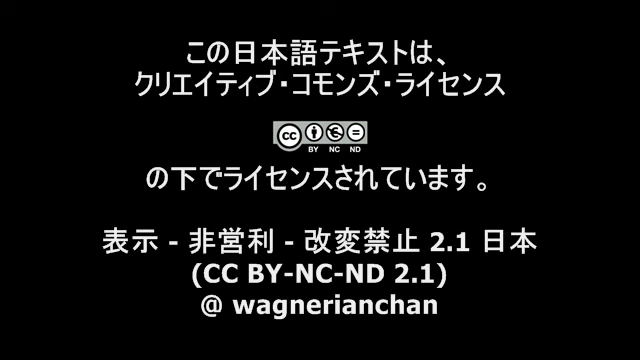 この日本語テキストは、
クリエイティブ・コモンズ・ライセンス
cc BY NC ND
の下でライセンスされています。
表示 - 非営利 - 改変禁止 2.1 日本
(CC BY-NC-ND 2.1)
@ wagnerianchan